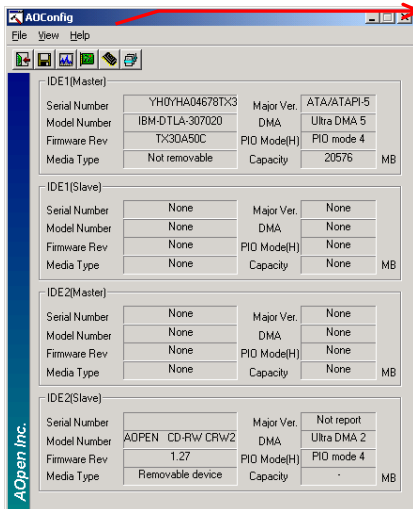 AOConfig
File View Help
IDE1(Master)
Serial Number YH0YHA04678TX3 Major Ver. ATA/ATAPI-5
Model Number IBM-DTLA-307020 DMA Ultra DMA 5
Firmware Rev TX3OA50C PIO Mode(H) PIO mode 4
Media Type Not removable Capacity 20576 MB
IDE1(Slave)
Serial Number None Major Ver. None
Model Number None DMA None
Firmware Rev None PIO Mode(H) None
Media Type None Capacity None MB
IDE2(Master)
Serial Number None Major Ver. None
Model Number None DMA None
Firmware Rev None PIO Mode(H) None
Media Type None Capacity None MB
IDE2(Slave)
Serial Number Major Ver. Not report
Model Number AOPEN CD-RW CRW2 DMA Ultra DMA 2
Firmware Rev 1.27 PIO Mode(H) PIO mode 4
Media Type Removable device Capacity - MB
AOpen Inc.